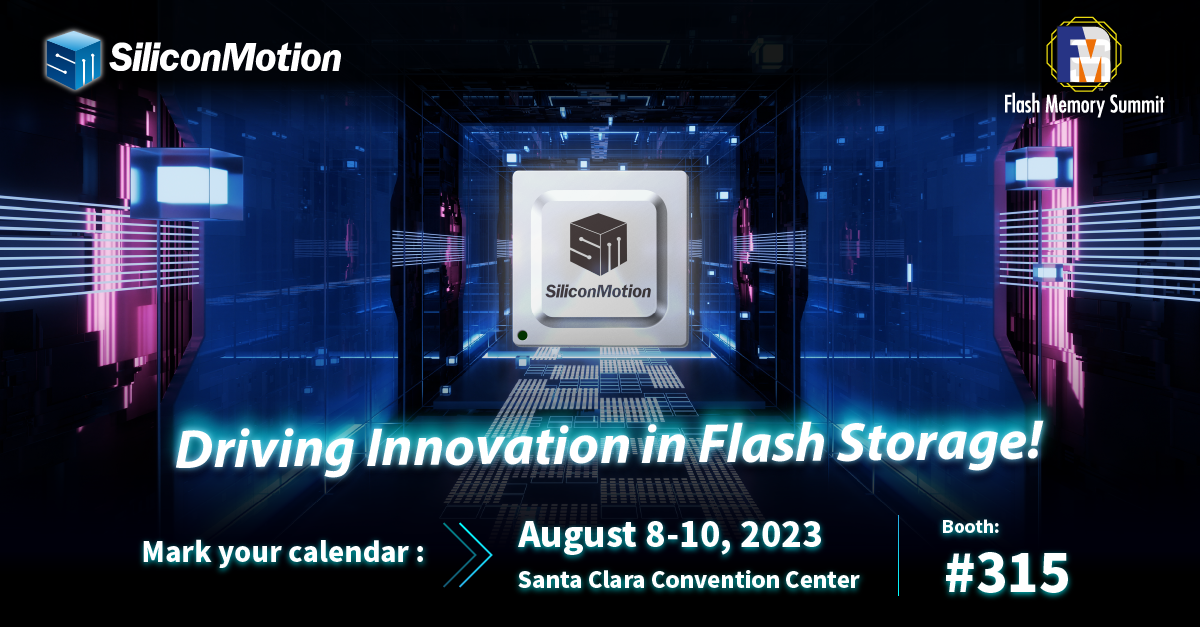 SiliconMotion
Flash Memory Summit
SM
SiliconMotion
Driving Innovation in Flash Storage!
Mark your calendar :
August 8-10, 2023
Santa Clara Convention Center
Booth:
#315